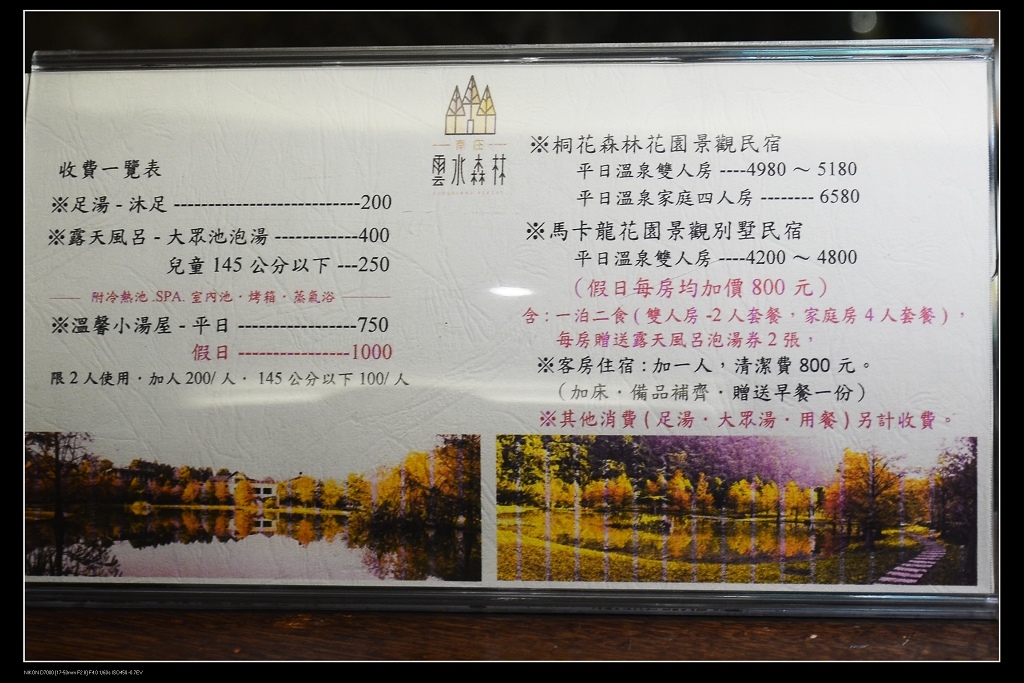 南庄
雲水森林
收費一覽表
※足湯 - 沐足 --------------------------200
※露天風呂 - 大眾池泡湯 ------------400
兒童 145 公分以下 ---250
附冷熱池 .SPA. 室內池‧烤箱‧蒸氣浴
※溫馨小湯屋 - 平日 -----------------750
假日 ----------------1000
限 2 人使用‧加人 200/ 人‧ 145 公分以下 100/ 人
※桐花森林花園景觀民宿
平日溫泉雙人房 ----4980 ～ 5180
平日溫泉家庭四人房 -------- 6580
※馬卡龍花園景觀別墅民宿
平日溫泉雙人房 ----4200 ～ 4800
（假日每房均加價 800 元）
含：一泊二食 ( 雙人房 -2 人套餐，家庭房 4 人套餐 )，
每房贈送露天風呂泡湯券 2 張，
※客房住宿：加一人，清潔費 800 元。
（加床‧備品補齊‧贈送早餐一份）
※其他消費 ( 足湯‧大眾湯‧用餐 ) 另計收費。